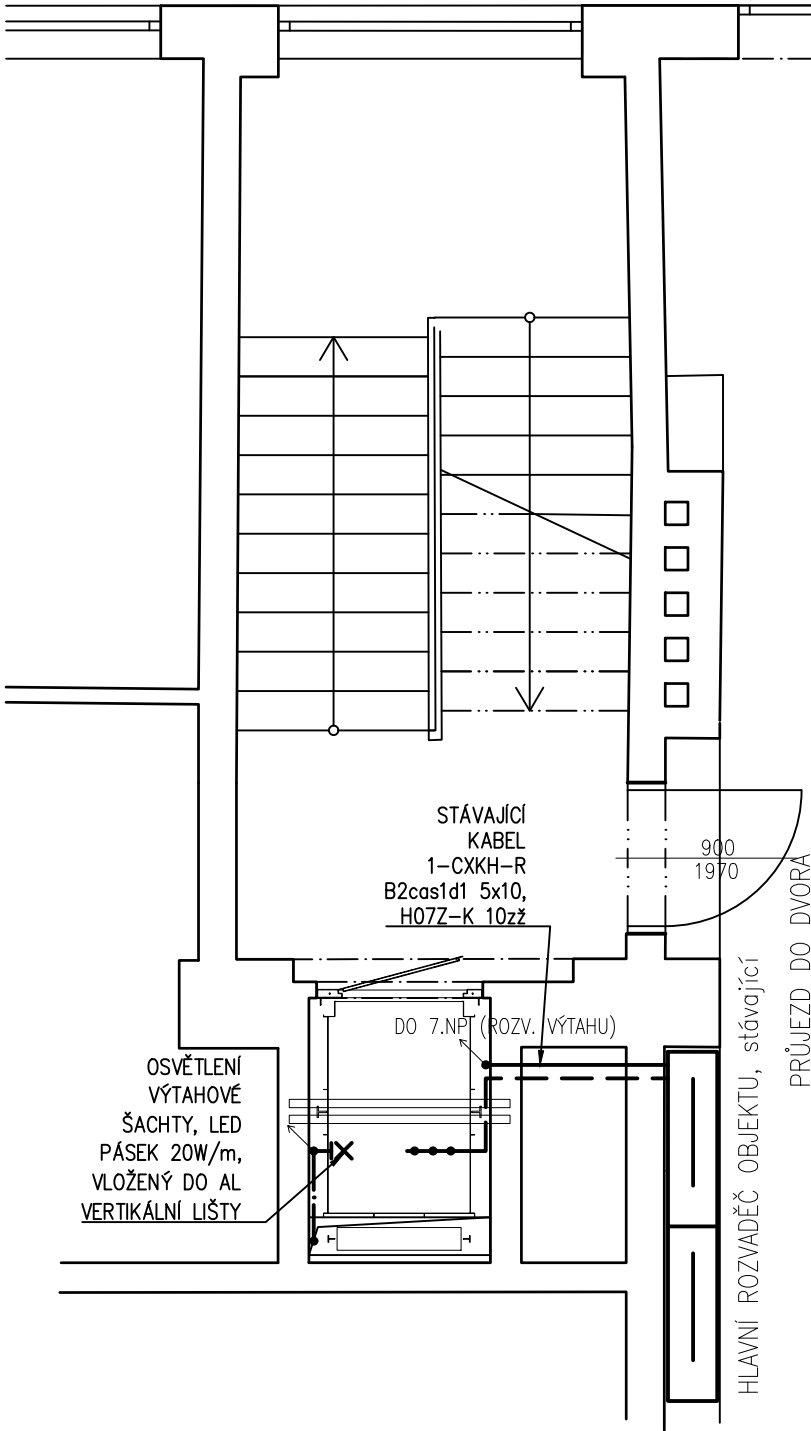 STÁVAJÍCÍ
KABEL
1-CXKH-R
B2cas1d1 5x10,
H07Z-K 10zž
900
1970
DO 7.NP (ROZV. VÝTAHU)
OSVĚTLENÍ
VÝTAHOVÉ
ŠACHTY, LED
PÁSEK 20W/m,
VLOŽENÝ DO AL
VERTIKÁLNÍ LIŠTY
HLAVNÍ ROZVADĚČ OBJEKTU, stávající
PRŮJEZD DO DVORA